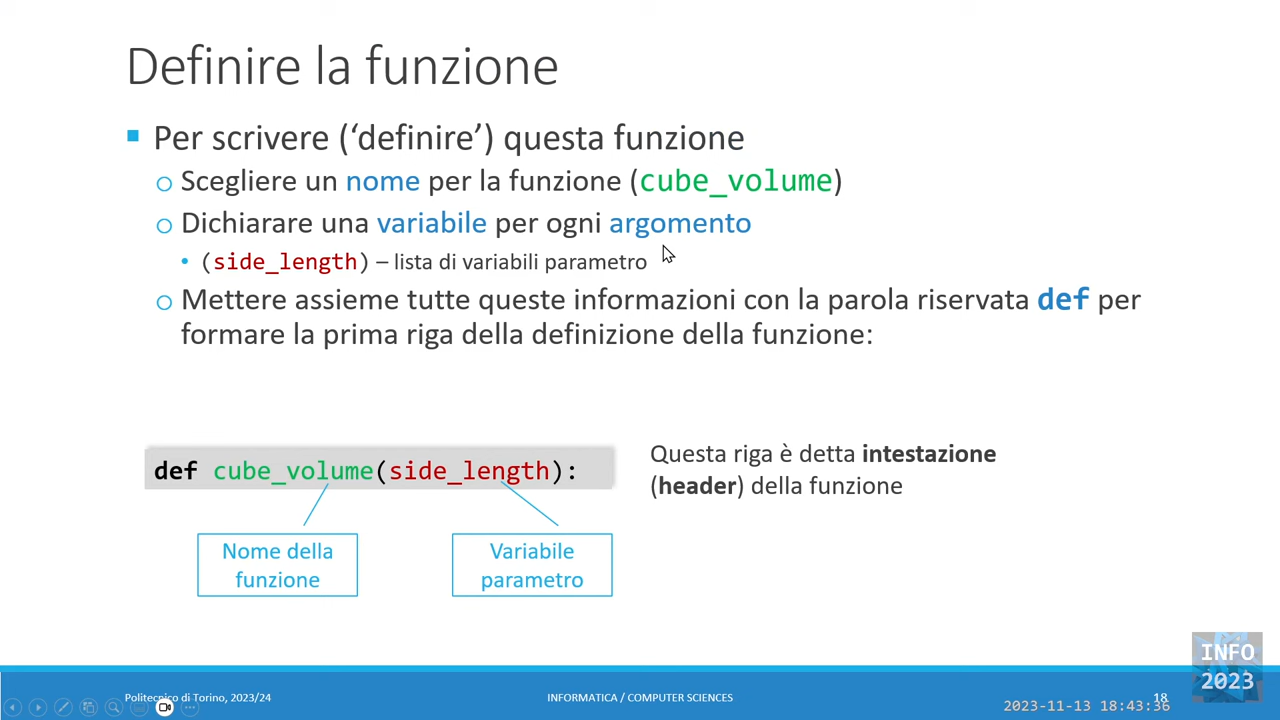 Definire la funzione
Per scrivere (‘definire’) questa funzione
Scegliere un nome per la funzione (cube_volume)
Dichiarare una variabile per ogni argomento
(side_length) – lista di variabili parametro
Mettere assieme tutte queste informazioni con la parola riservata def per
formare la prima riga della definizione della funzione:
def cube_volume(side_length):
Questa riga è detta intestazione
(header) della funzione
Nome della
funzione
Variabile
parametro
INFO
2023
Politecnico di Torino, 2023/24
INFORMATICA / COMPUTER SCIENCES
18
2023-11-13 18:43:36